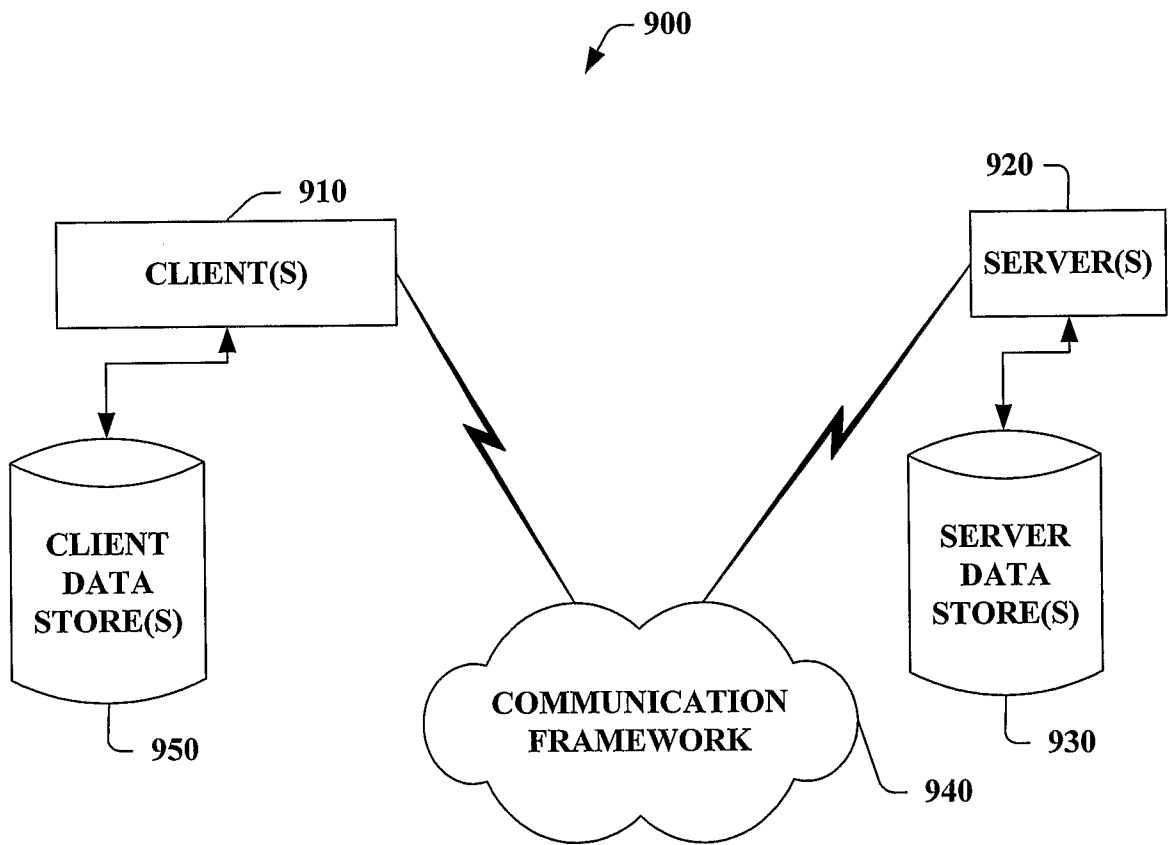 900
910
920
CLIENT(S)
SERVER(S)
CLIENT
DATA
STORE(S)
SERVER
DATA
STORE(S)
COMMUNICATION
FRAMEWORK
950
930
940